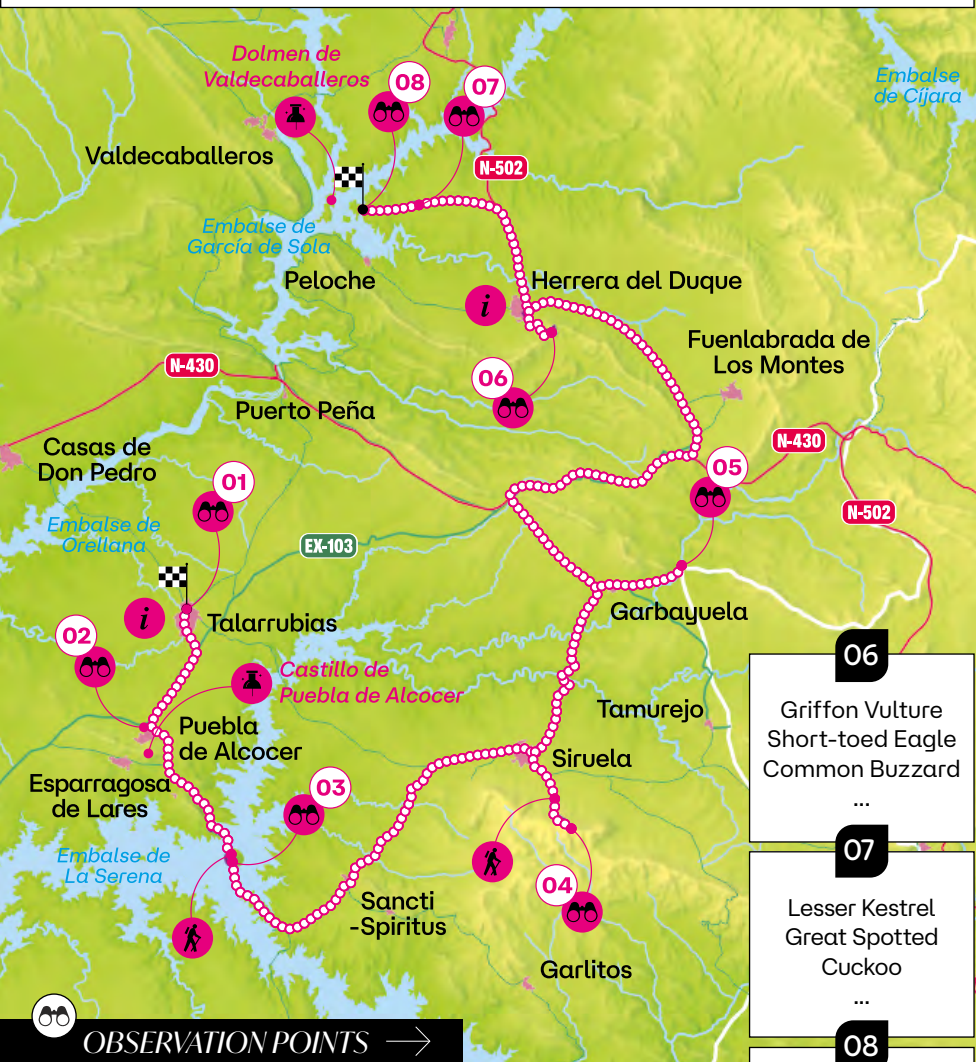 Dolmen de
Valdecaballeros
08
07
Embalse
de Cíjara
Valdecaballeros
N-502
Embalse de
García de Sola
Peloche
Herrera del Duque
i
Fuenlabrada de
Los Montes
N-430
06
Puerto Peña
N-430
Casas de
Don Pedro
01
05
N-502
Embalse de
Orellana
EX-103
i
Talarrubias
Garbayuela
02
Castillo de
Puebla de Alcocer
Tamurejo
Puebla
de Alcocer
Siruela
Esparragosa
de Lares
03
Embalse de
La Serena
04
Sancti
-Spiritus
Garlitos
06
Griffon Vulture
Short-toed Eagle
Common Buzzard
...
07
Lesser Kestrel
Great Spotted
Cuckoo
...
08
OBSERVATION POINTS